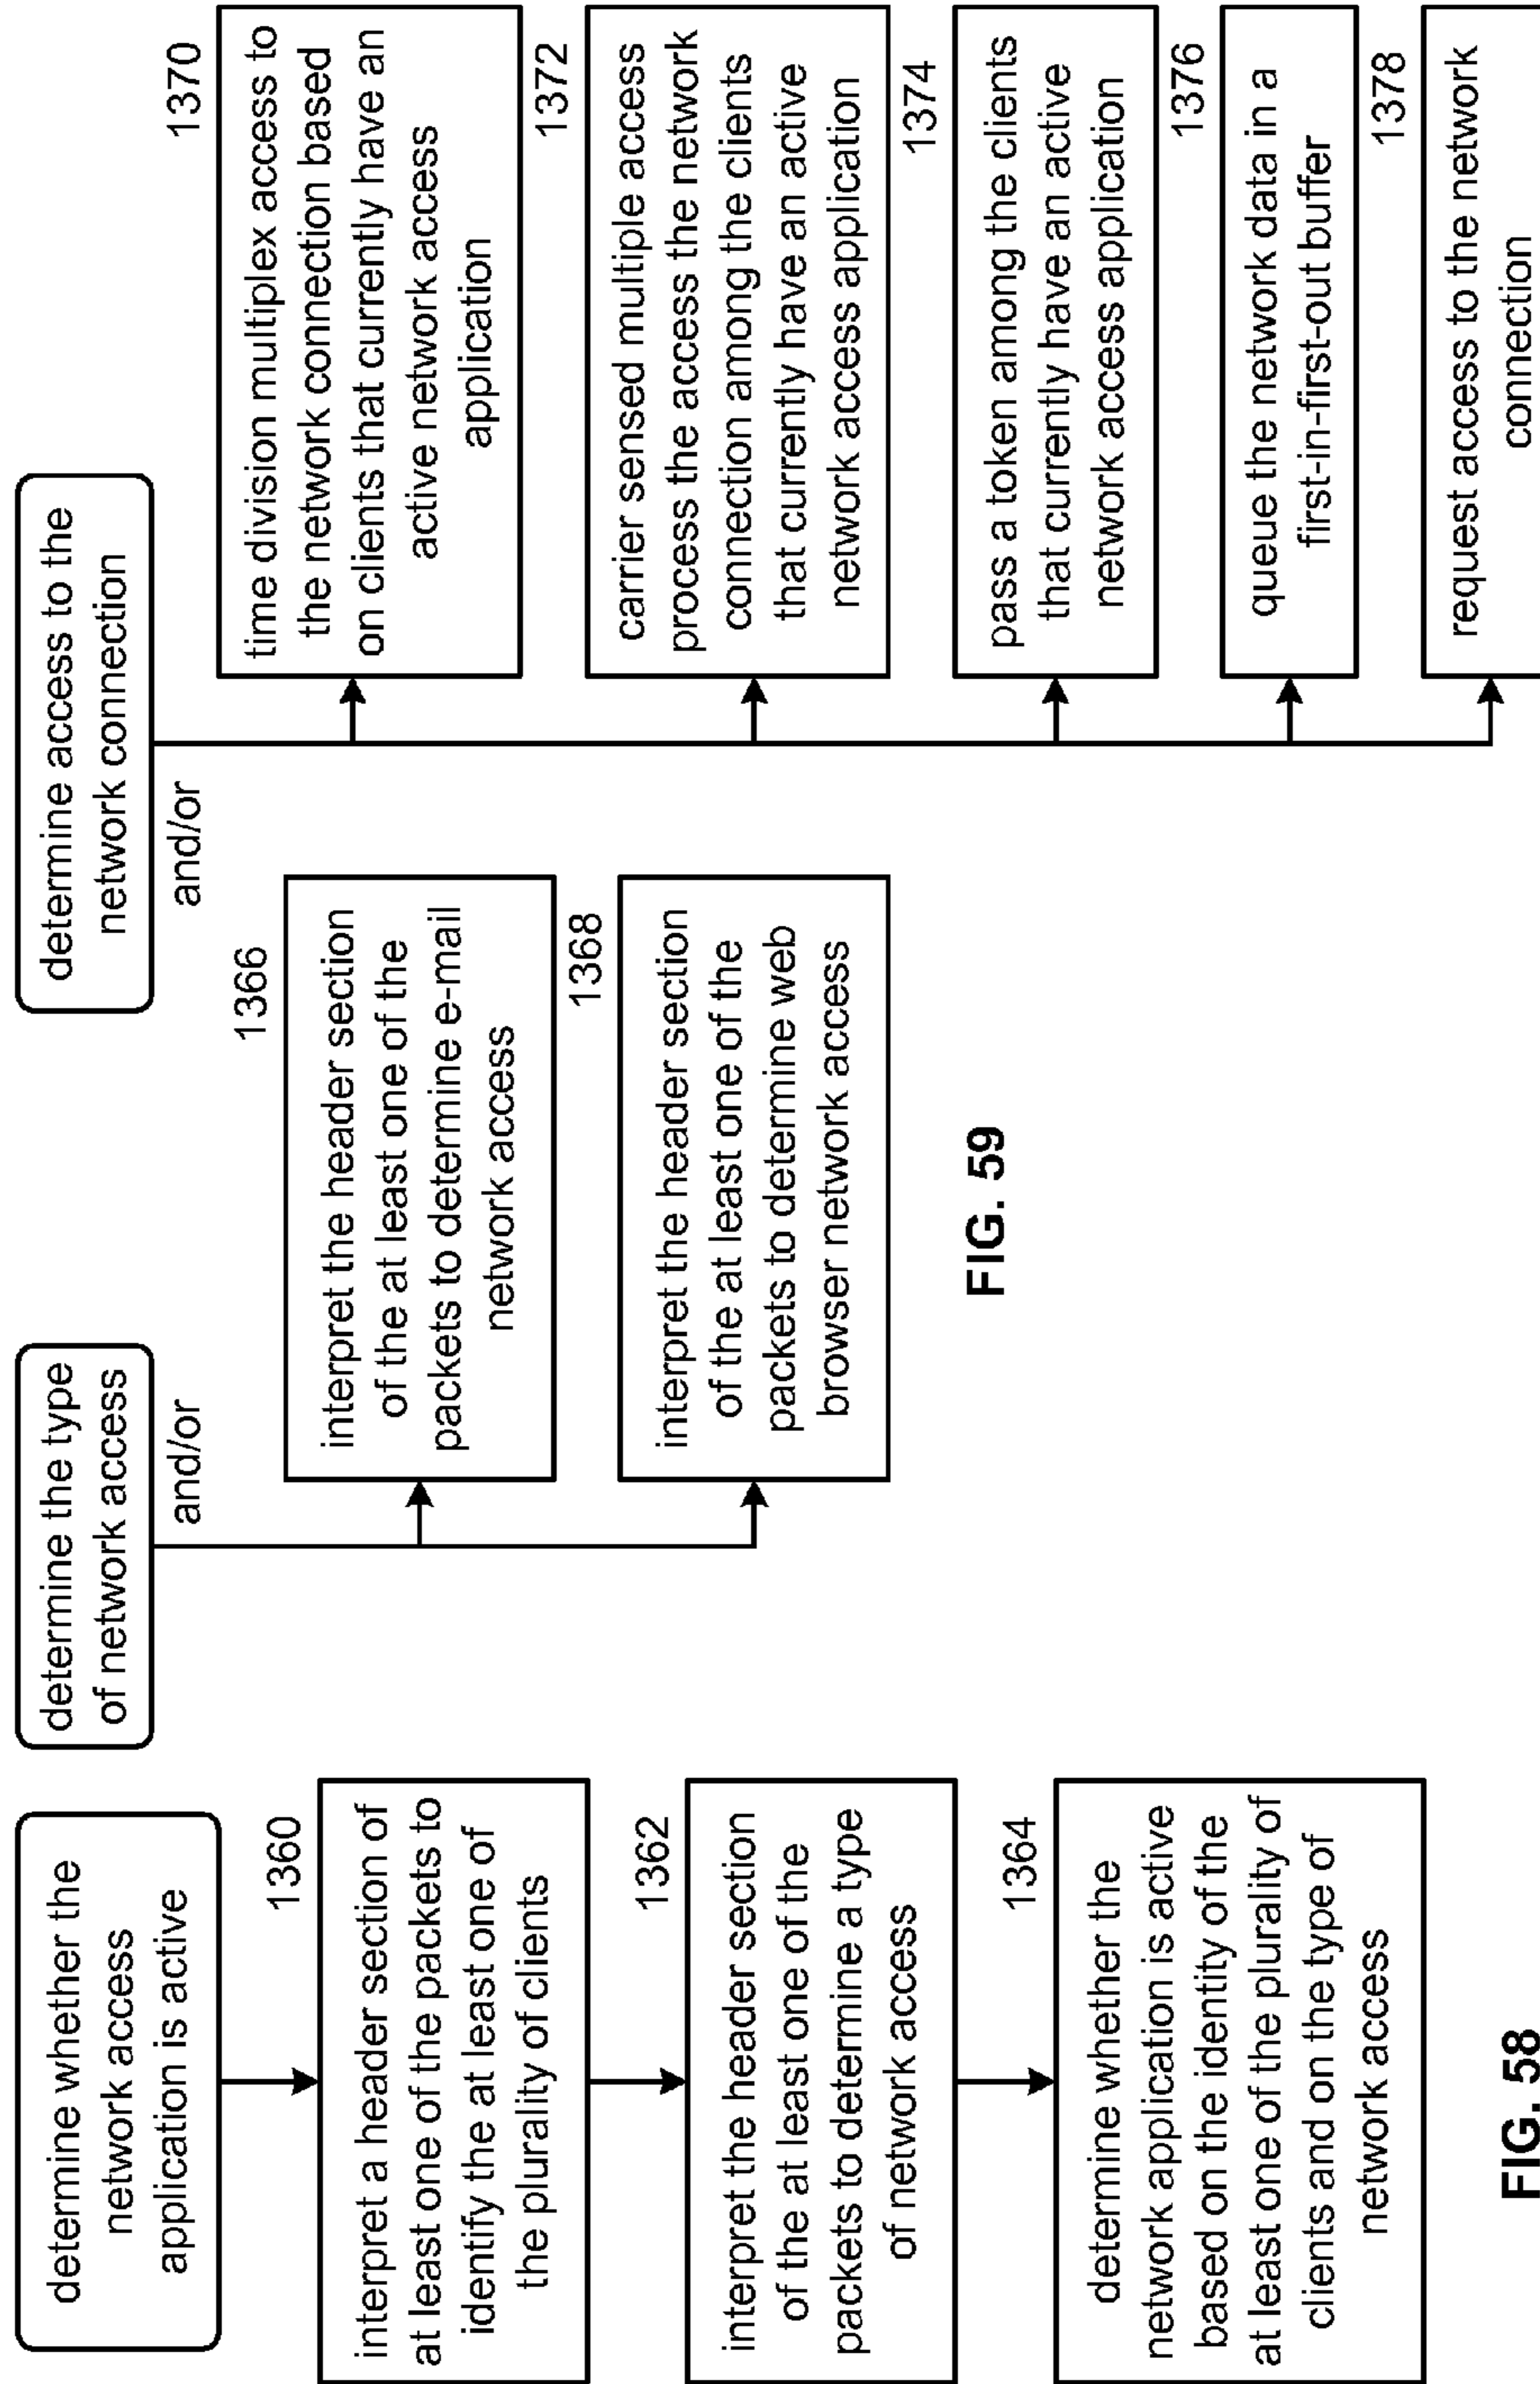 determine whether the
network access
application is active
1360
interpret a header section of
at least one of the packets to
identify the at least one of
the plurality of clients
1362
interpret the header section
of the at least one of the
packets to determine a type
of network access
1364
determine whether the
network application is active
based on the identity of the
at least one of the plurality of
clients and on the type of
network access
FIG. 58
determine the type
of network access
and/or
1366
interpret the header section
of the at least one of the
packets to determine e-mail
network access
1368
interpret the header section
of the at least one of the
packets to determine web
browser network access
FIG. 59
determine access to the
network connection
and/or
1370
time division multiplex access to
the network connection based
on clients that currently have an
active network access
application
1372
carrier sensed multiple access
process the access the network
connection among the clients
that currently have an active
network access application
1374
pass a token among the clients
that currently have an active
network access application
1376
queue the network data in a
first-in-first-out buffer
1378
request access to the network
connection